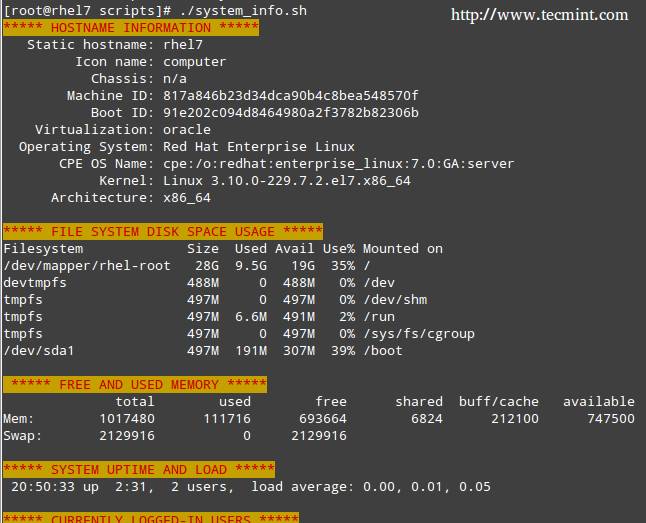 [root@rhel7 scripts]# ./system_info.sh
http://www.tecmint.com
***** HOSTNAME INFORMATION *****
Static hostname: rhel7
Icon name: computer
Chassis: n/a
Machine ID: 817a846b23d34dca90b4c8bea548570f
Boot ID: 91e202c094d8464980a2f3782b82306b
Virtualization: oracle
Operating System: Red Hat Enterprise Linux
CPE OS Name: cpe:/o:redhat:enterprise_linux:7.0:GA:server
Kernel: Linux 3.10.0-229.7.2.el7.x86_64
Architecture: x86_64
***** FILE SYSTEM DISK SPACE USAGE *****
Filesystem Size Used Avail Use% Mounted on
/dev/mapper/rhel-root 28G 9.5G 19G 35% /
devtmpfs 488M 0 488M 0% /dev
tmpfs 497M 0 497M 0% /dev/shm
tmpfs 497M 6.6M 491M 2% /run
tmpfs 497M 0 497M 0% /sys/fs/cgroup
/dev/sda1 497M 191M 307M 39% /boot
***** FREE AND USED MEMORY *****
total used free shared buff/cache available
Mem: 1017480 111716 693664 6824 212100 747500
Swap: 2129916 0 2129916
***** SYSTEM UPTIME AND LOAD *****
20:50:33 up 2:31, 2 users, load average: 0.00, 0.01, 0.05
***** CURRENTLY LOGGED-IN USERS *****